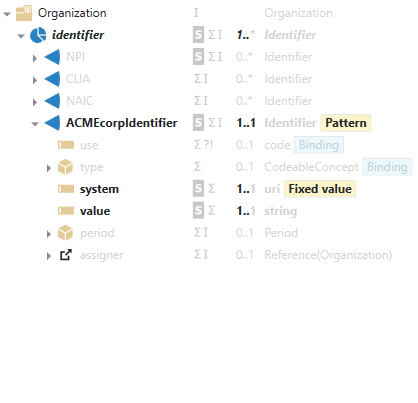 Organization I Organization
identifier S Σ I 1..* Identifier
NPI S Σ I 0..* Identifier
CLIA S Σ I 0..* Identifier
NAIC S Σ I 0..* Identifier
ACMEcorpIdentifier S Σ I 1..1 Identifier Pattern
use Σ ?! 0..1 code Binding
type Σ 0..1 CodeableConcept Binding
system S Σ 1..1 uri Fixed value
value S Σ 1..1 string
period Σ I 0..1 Period
assigner Σ I 0..1 Reference(Organization)